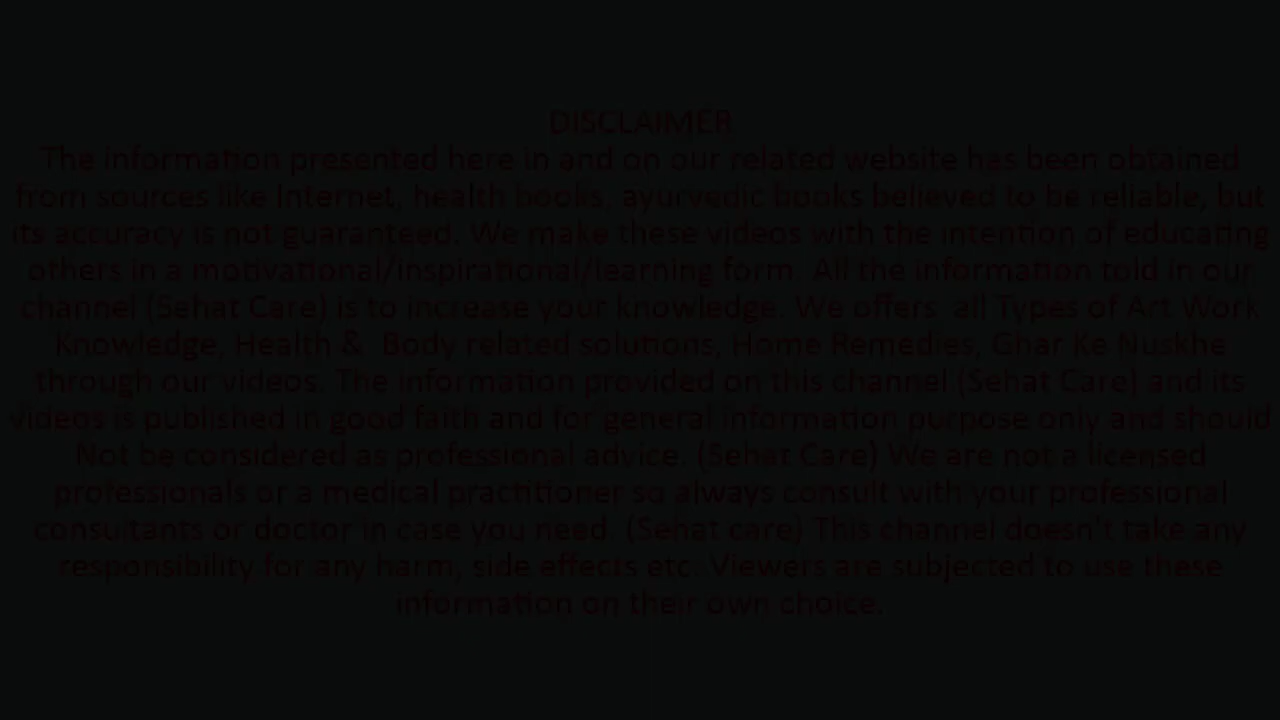 DISCLAIMER
The information presented here in and on our related website has been obtained
from sources like Internet, health books, ayurvedic books believed to be reliable, but
its accuracy is not guaranteed. We make these videos with the intention of educating
others in a motivational/inspirational/learning form. All the information told in our
channel (Sehat Care) is to increase your knowledge. We offers all Types of Art Work
Knowledge, Health & Body related solutions, Home Remedies, Ghar Ke Nuskhe
through our videos. The information provided on this channel (Sehat Care) and its
videos is published in good faith and for general information purpose only and should
Not be considered as professional advice. (Sehat Care) We are not a licensed
professionals or a medical practitioner so always consult with your professional
consultants or doctor in case you need. (Sehat care) This channel doesn't take any
responsibility for any harm, side effects etc. Viewers are subjected to use these
information on their own choice.